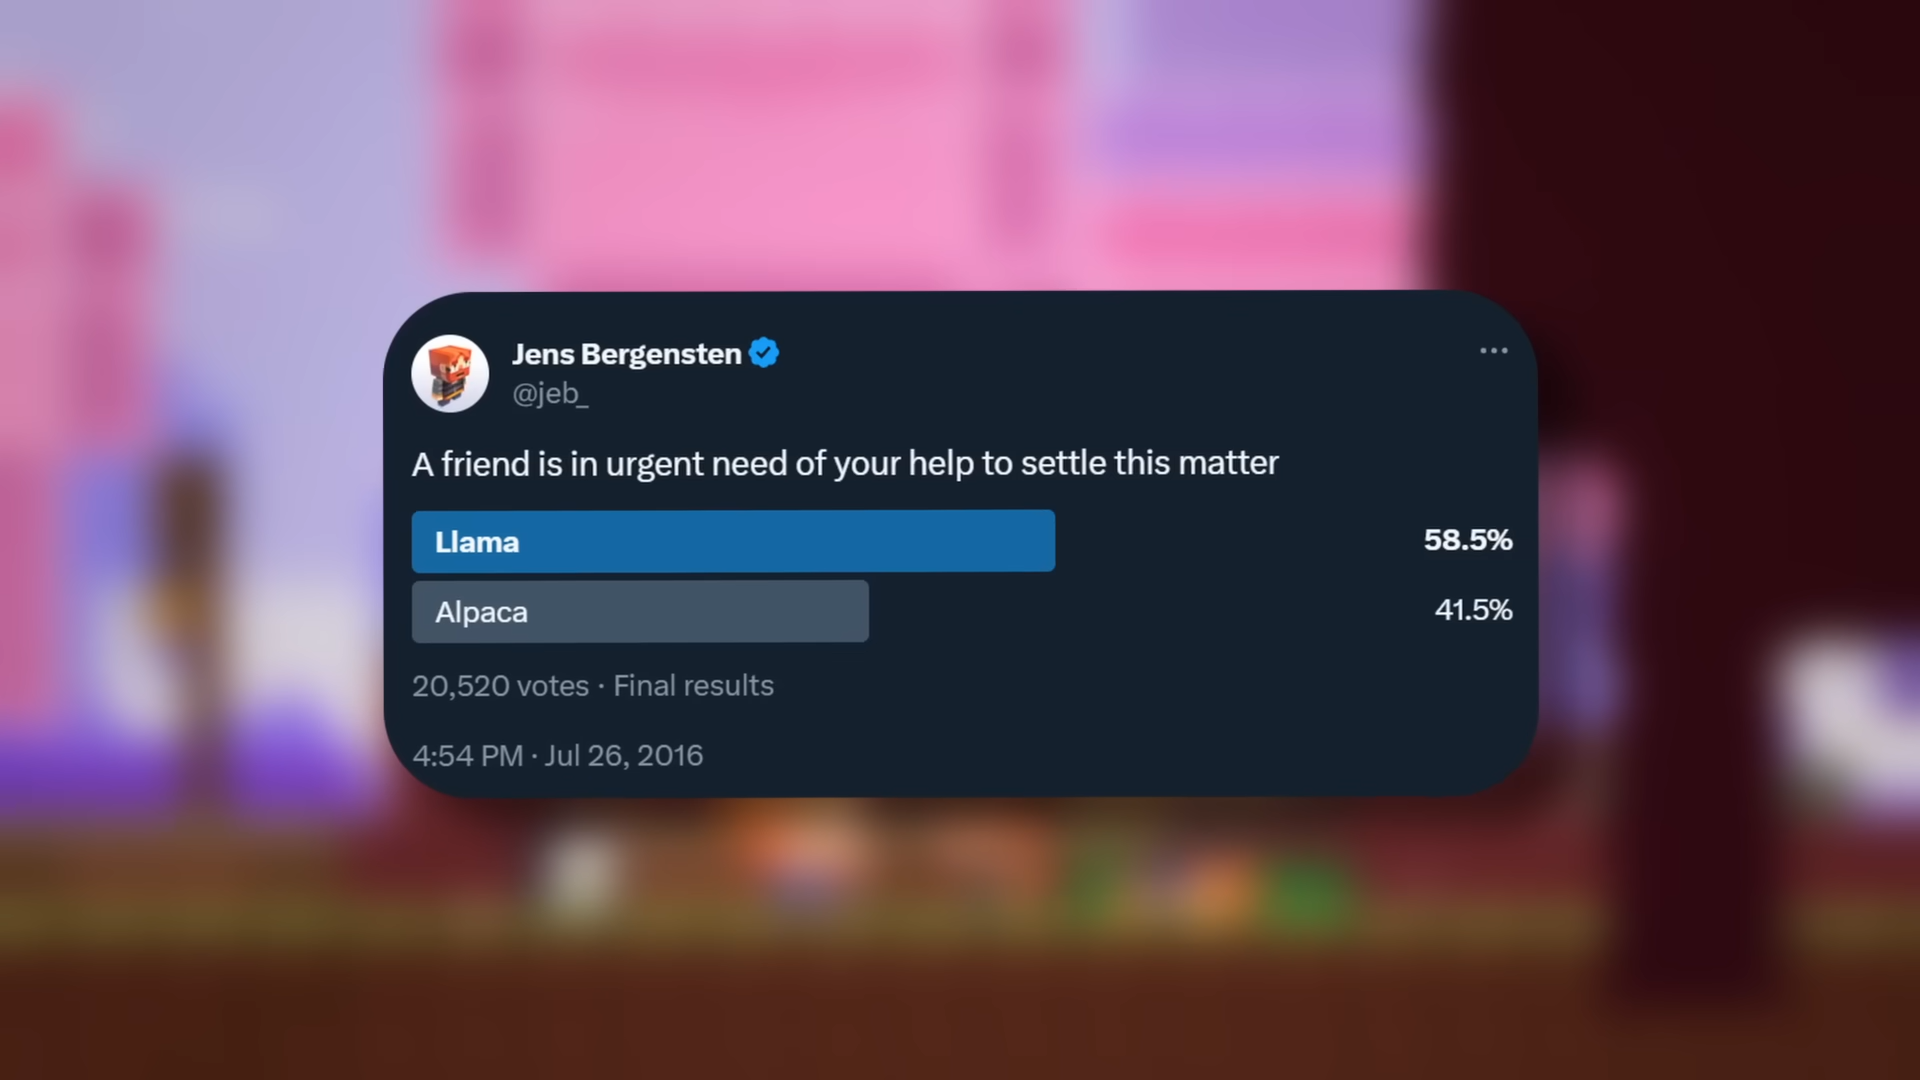 Jens Bergensten
@jeb_
A friend is in urgent need of your help to settle this matter
Llama 58.5%
Alpaca 41.5%
20,520 votes · Final results
4:54 PM · Jul 26, 2016